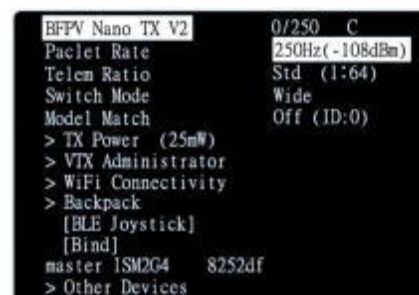 BFPV Nano TX V2 0/250 C
Paclet Rate 250Hz(-108dBm)
Telem Ratio Std (1:64)
Switch Mode Wide
Model Match Off (ID:0)
> TX Power (25mW)
> VTX Administrator
> WiFi Connectivity
> Backpack
[BLE Joystick]
[Bind]
master ISM2G4 8252df
> Other Devices